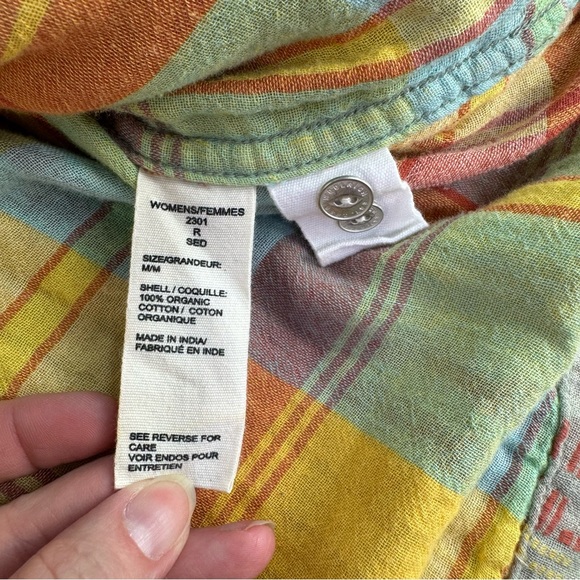 WOMENS/FEMMES
2301
R
SED
SIZE/GRANDEUR:
M/M
SHELL / COQUILLE:
100% ORGANIC
COTTON / COTON
ORGANIQUE
MADE IN INDIA/
FABRIQUÉ EN INDE
SEE REVERSE FOR
CARE
VOIR ENDOS POUR
ENTRETIEN